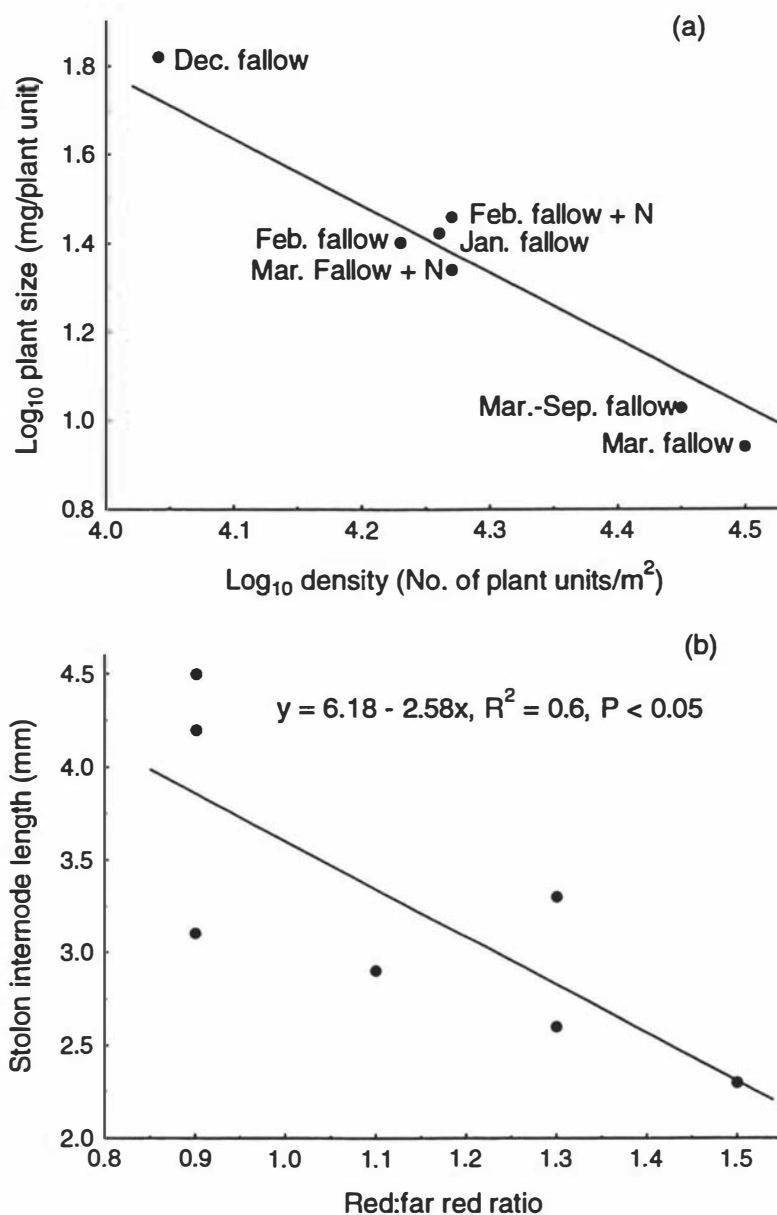 (a)
1.8
1.6
1.4
1.2
1.0
0.8
Log₁₀ plant size (mg/plant unit)
Dec. fallow
Feb. fallow + N
Feb. fallow
Jan. fallow
Mar. Fallow + N
Mar.-Sep. fallow
Mar. fallow
4.0 4.1 4.2 4.3 4.4 4.5
Log₁₀ density (No. of plant units/m²)
(b)
4.5
4.0
3.5
3.0
2.5
2.0
Stolon internode length (mm)
y = 6.18 - 2.58x, R² = 0.6, P < 0.05
0.8 0.9 1.0 1.1 1.2 1.3 1.4 1.5
Red:far red ratio